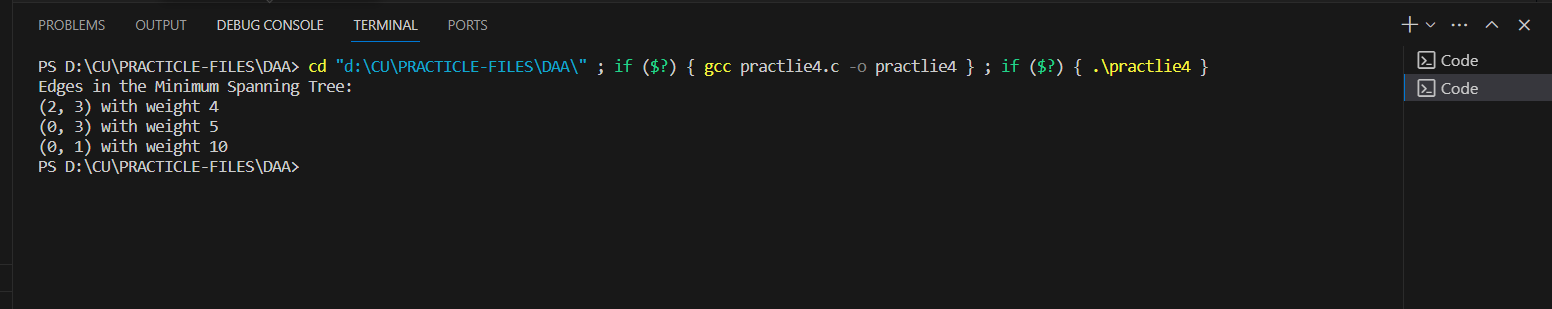 PROBLEMS OUTPUT DEBUG CONSOLE TERMINAL PORTS
PS D:\CU\PRACTICLE-FILES\DAA> cd "d:\CU\PRACTICLE-FILES\DAA\" ; if ($?) { gcc practlie4.c -o practlie4 } ; if ($?) { .\practlie4 }
Edges in the Minimum Spanning Tree:
(2, 3) with weight 4
(0, 3) with weight 5
(0, 1) with weight 10
PS D:\CU\PRACTICLE-FILES\DAA>
Code
Code